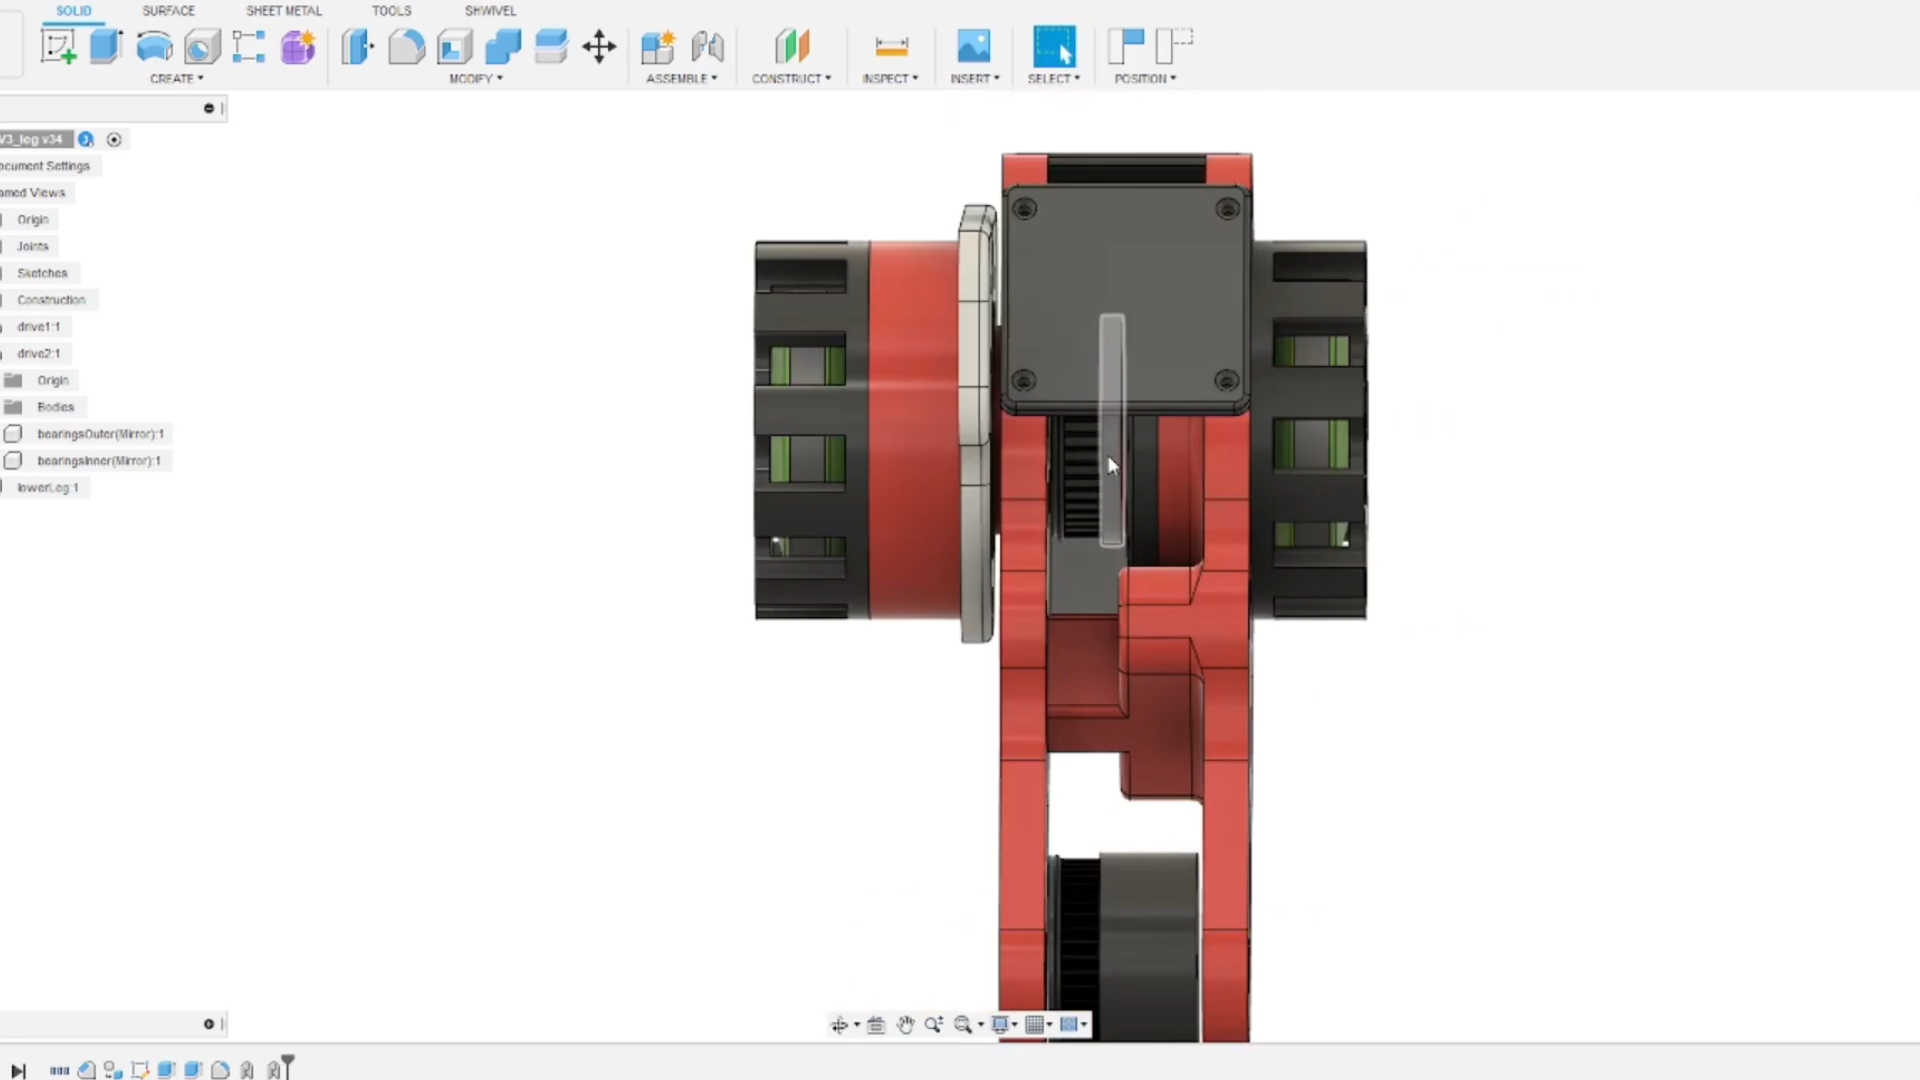 SOLID SURFACE SHEET METAL TOOLS SHWIVEL
CREATE MODIFY ASSEMBLE CONSTRUCT INSPECT INSERT SELECT POSITION
V3_leg v34
ocument Settings
amed Views
Origin
Joints
Sketches
Construction
drive1:1
drive2:1
Origin
Bodies
bearingsOuter(Mirror):1
bearingsInner(Mirror):1
lowerLeg:1